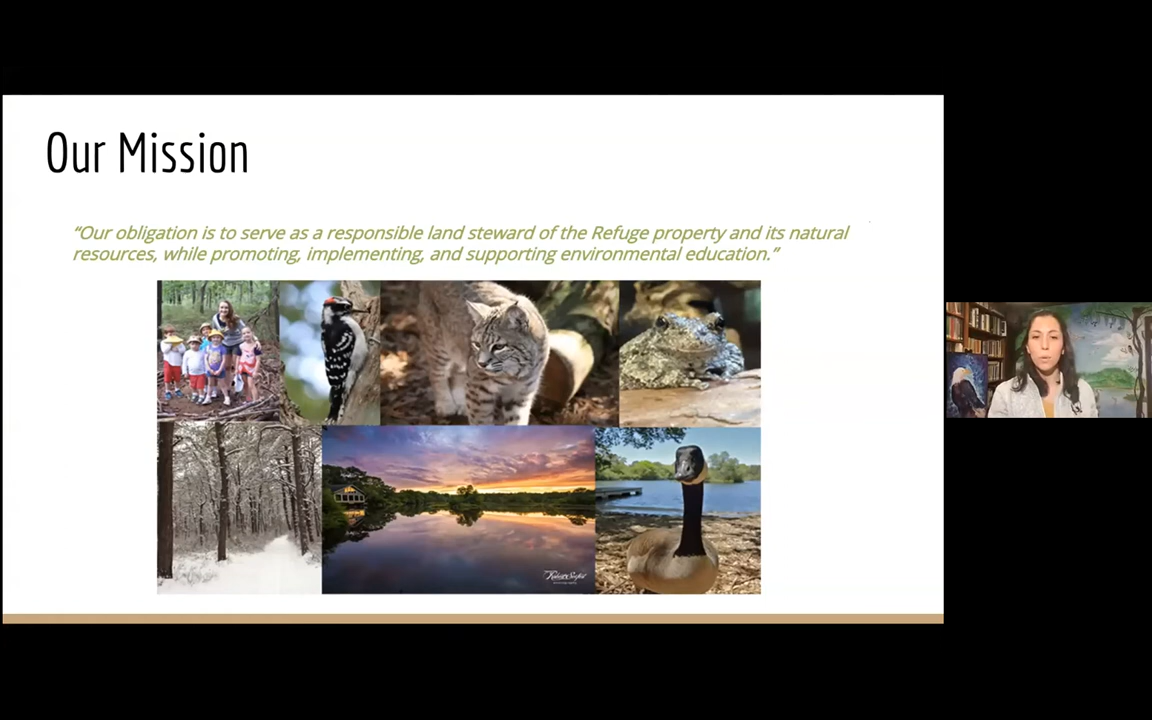 Our Mission
“Our obligation is to serve as a responsible land steward of the Refuge property and its natural
resources, while promoting, implementing, and supporting environmental education.”